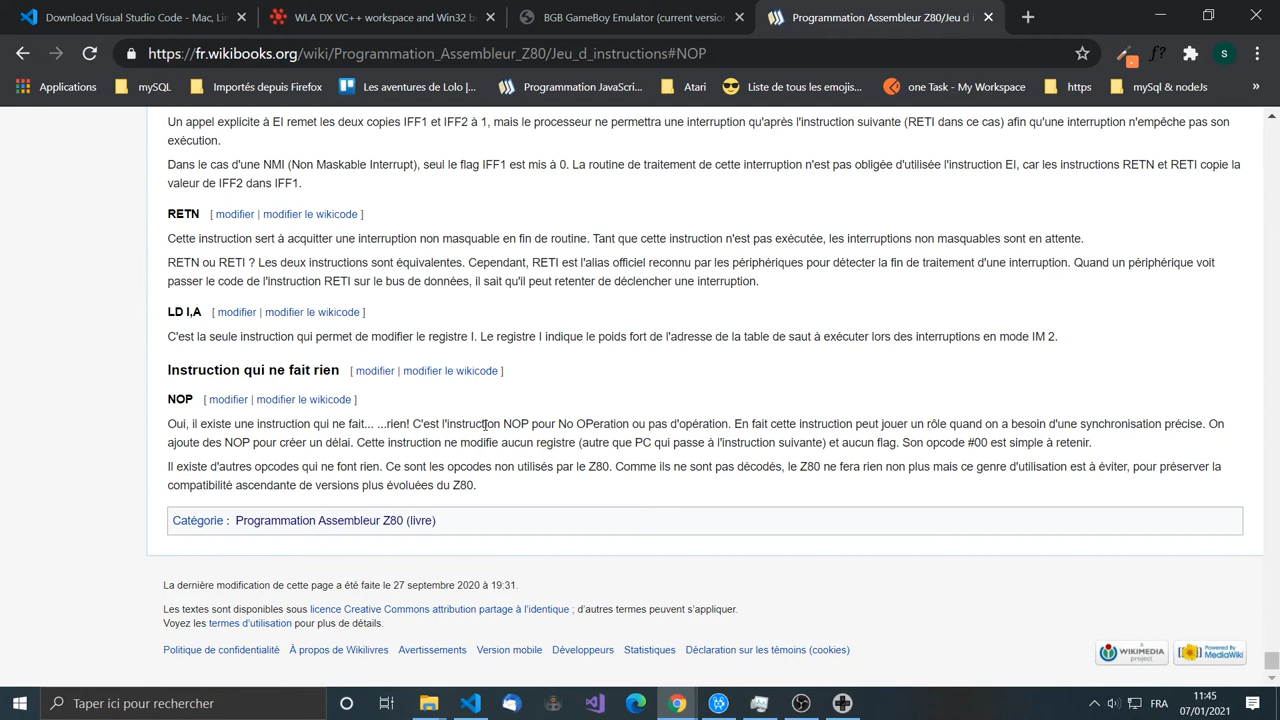 Download Visual Studio Code - Mac, Lin
WLA DX VC++ workspace and Win32 b
BGB GameBoy Emulator (current version
Programmation Assembleur Z80/Jeu d i
https://fr.wikibooks.org/wiki/Programmation_Assembleur_Z80/Jeu_d_instructions#NOP
Applications
mySQL
Importés depuis Firefox
Les aventures de Lolo |...
Programmation JavaScri...
Atari
Liste de tous les emojis...
one Task - My Workspace
https
mySql & nodeJs
Un appel explicite à EI remet les deux copies IFF1 et IFF2 à 1, mais le processeur ne permettra une interruption qu'après l'instruction suivante (RETI dans ce cas) afin qu'une interruption n'empêche pas son
exécution.
Dans le cas d'une NMI (Non Maskable Interrupt), seul le flag IFF1 est mis à 0. La routine de traitement de cette interruption n'est pas obligée d'utilisée l'instruction EI, car les instructions RETN et RETI copie la
valeur de IFF2 dans IFF1.
RETN [ modifier | modifier le wikicode ]
Cette instruction sert à acquitter une interruption non masquable en fin de routine. Tant que cette instruction n'est pas exécutée, les interruptions non masquables sont en attente.
RETN ou RETI ? Les deux instructions sont équivalentes. Cependant, RETI est l'alias officiel reconnu par les périphériques pour détecter la fin de traitement d'une interruption. Quand un périphérique voit
passer le code de l'instruction RETI sur le bus de données, il sait qu'il peut retenter de déclencher une interruption.
LD I,A [ modifier | modifier le wikicode ]
C'est la seule instruction qui permet de modifier le registre I. Le registre I indique le poids fort de l'adresse de la table de saut à exécuter lors des interruptions en mode IM 2.
Instruction qui ne fait rien [ modifier | modifier le wikicode ]
NOP [ modifier | modifier le wikicode ]
Oui, il existe une instruction qui ne fait... ...rien! C'est l'instruction NOP pour No OPeration ou pas d'opération. En fait cette instruction peut jouer un rôle quand on a besoin d'une synchronisation précise. On
ajoute des NOP pour créer un délai. Cette instruction ne modifie aucun registre (autre que PC qui passe à l'instruction suivante) et aucun flag. Son opcode #00 est simple à retenir.
Il existe d'autres opcodes qui ne font rien. Ce sont les opcodes non utilisés par le Z80. Comme ils ne sont pas décodés, le Z80 ne fera rien non plus mais ce genre d'utilisation est à éviter, pour préserver la
compatibilité ascendante de versions plus évoluées du Z80.
Catégorie : Programmation Assembleur Z80 (livre)
La dernière modification de cette page a été faite le 27 septembre 2020 à 19:31.
Les textes sont disponibles sous licence Creative Commons attribution partage à l'identique ; d'autres termes peuvent s'appliquer.
Voyez les termes d'utilisation pour plus de détails.
Politique de confidentialité
À propos de Wikilivres
Avertissements
Version mobile
Développeurs
Statistiques
Déclaration sur les témoins (cookies)
WIKIMEDIA
project
Powered By
MediaWiki
Taper ici pour rechercher
FRA
11:45
07/01/2021